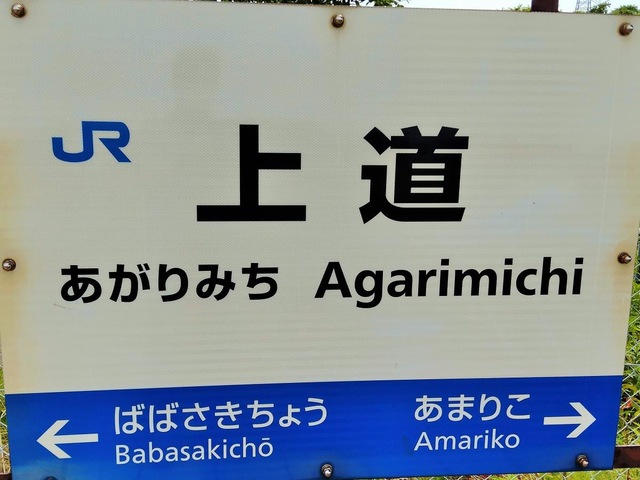 JR
上道
あがりみち Agarimichi
← ばばさきちょう
Babasakichō
あまりこ →
Amariko